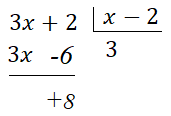 3x + 2 x - 2
3x -6 3
+8